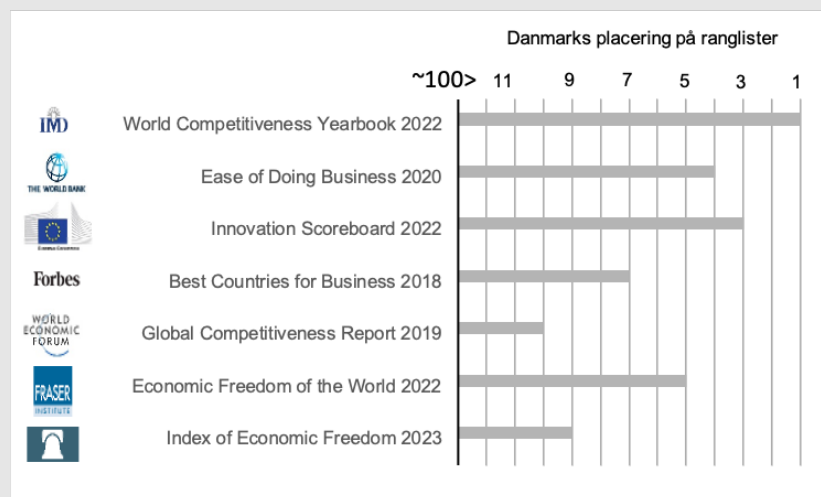 Danmarks placering på ranglister
~100> 11 9 7 5 3 1
IMD
World Competitiveness Yearbook 2022
THE WORLD BANK
Ease of Doing Business 2020
Innovation Scoreboard 2022
Forbes
Best Countries for Business 2018
WORLD
ECONOMIC
FORUM
Global Competitiveness Report 2019
FRASER
INSTITUTE
Economic Freedom of the World 2022
Index of Economic Freedom 2023